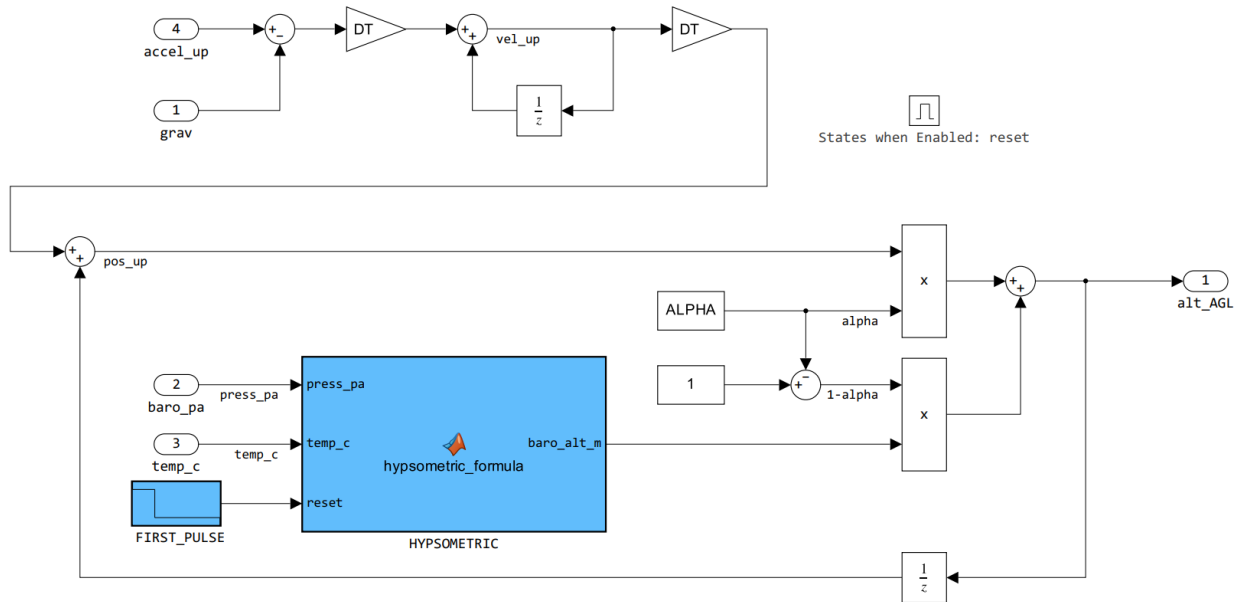 4
accel_up
+
−
DT
+
+
vel_up
DT
1
grav
1
z
States when Enabled: reset
+
+
pos_up
x
+
+
1
alt_AGL
ALPHA
alpha
1
−
+
1-alpha
x
2
baro_pa
press_pa
press_pa
3
temp_c
temp_c
temp_c
hypsometric_formula
baro_alt_m
reset
FIRST_PULSE
HYPSOMETRIC
1
z